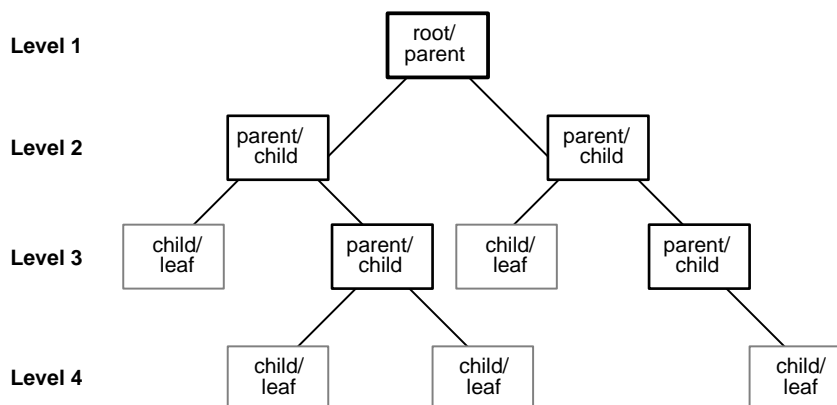 Level 1
root/
parent
Level 2
parent/
child
parent/
child
Level 3
child/
leaf
parent/
child
child/
leaf
parent/
child
Level 4
child/
leaf
child/
leaf
child/
leaf